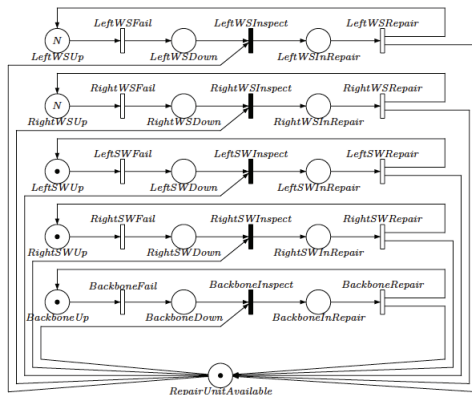 LeftWSFail LeftWSInspect LeftWSRepair
N
LeftWSUp LeftWSDown LeftWSInRepair
RightWSFail RightWSInspect RightWSRepair
N
RightWSUp RightWSDown RightWSInRepair
LeftSWFail LeftSWInspect LeftSWRepair
LeftSWUp LeftSWDown LeftSWInRepair
RightSWFail RightSWInspect RightSWRepair
RightSWUp RightSWDown RightSWInRepair
BackboneFail BackboneInspect BackboneRepair
BackboneUp BackboneDown BackboneInRepair
RepairUnitAvailable